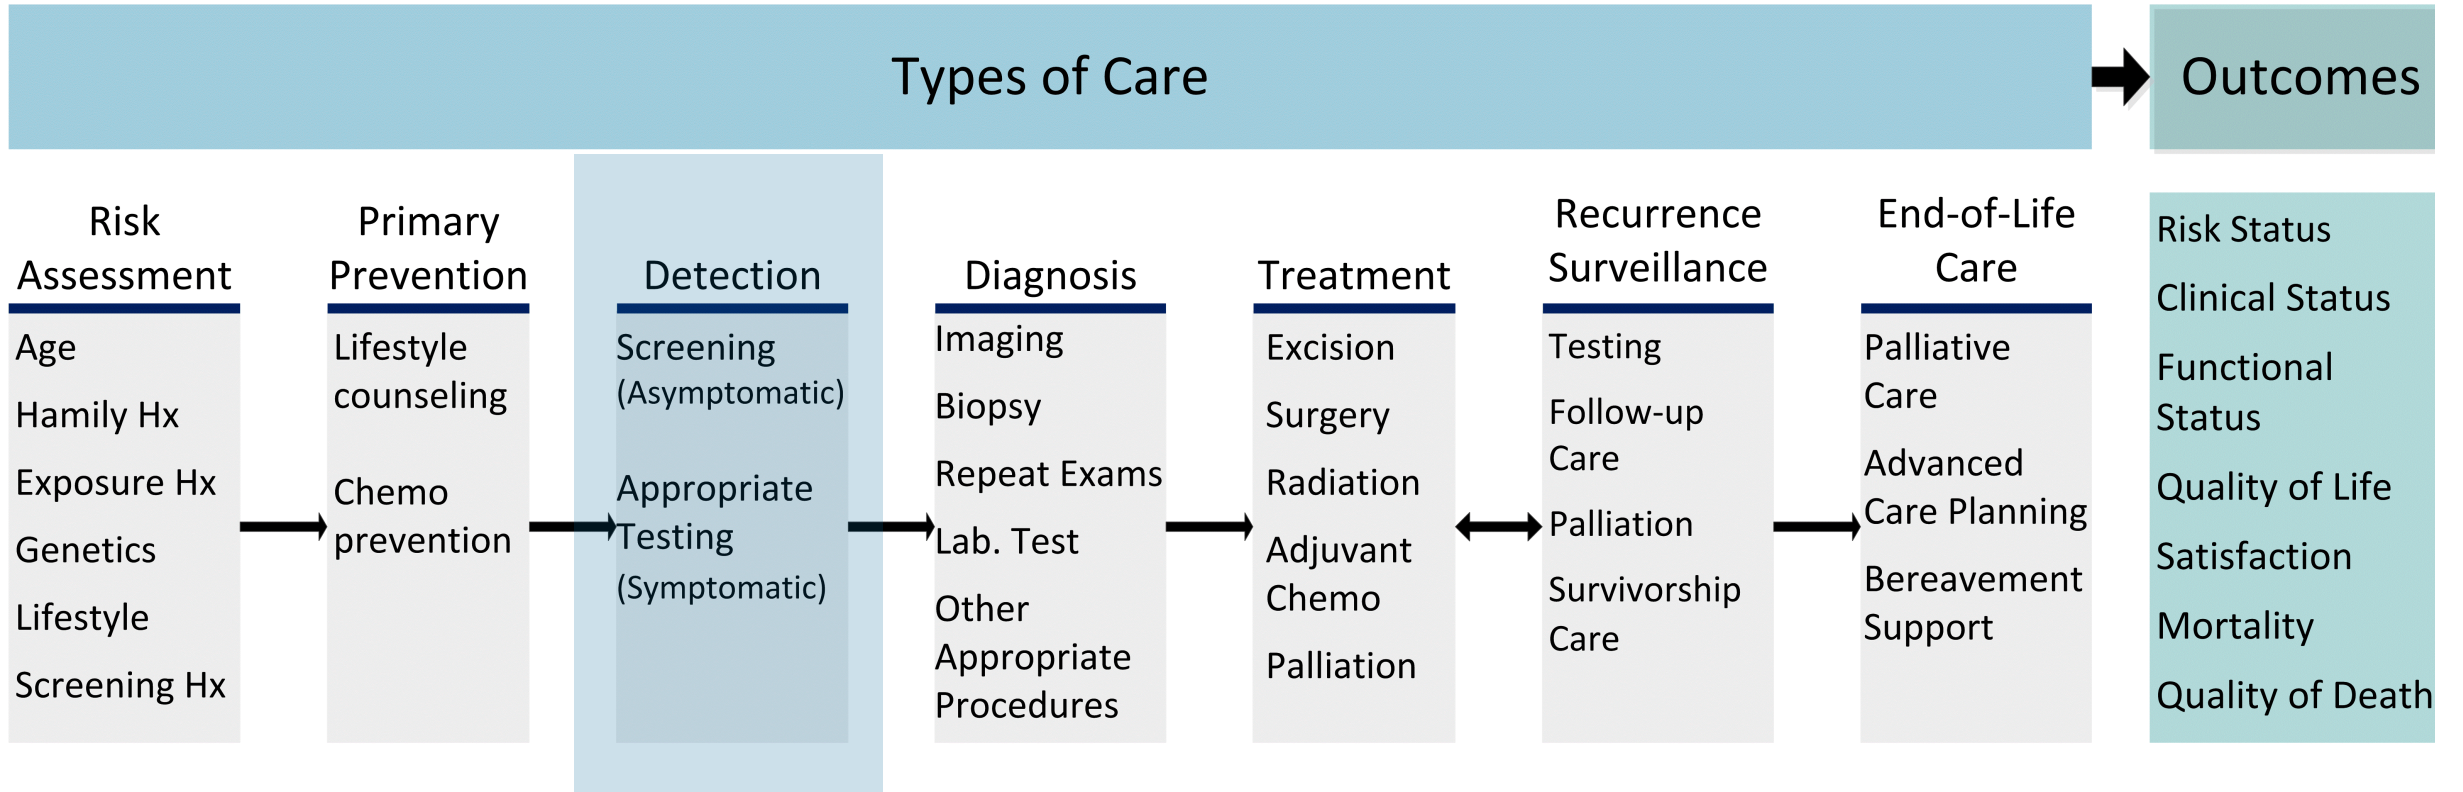 Types of Care
Outcomes
Risk
Assessment
Age
Hamily Hx
Exposure Hx
Genetics
Lifestyle
Screening Hx
Primary
Prevention
Lifestyle
counseling
Chemo
prevention
Detection
Screening
(Asymptomatic)
Appropriate
Testing
(Symptomatic)
Diagnosis
Imaging
Biopsy
Repeat Exams
Lab. Test
Other
Appropriate
Procedures
Treatment
Excision
Surgery
Radiation
Adjuvant
Chemo
Palliation
Recurrence
Surveillance
Testing
Follow-up
Care
Palliation
Survivorship
Care
End-of-Life
Care
Palliative
Care
Advanced
Care Planning
Bereavement
Support
Risk Status
Clinical Status
Functional
Status
Quality of Life
Satisfaction
Mortality
Quality of Death